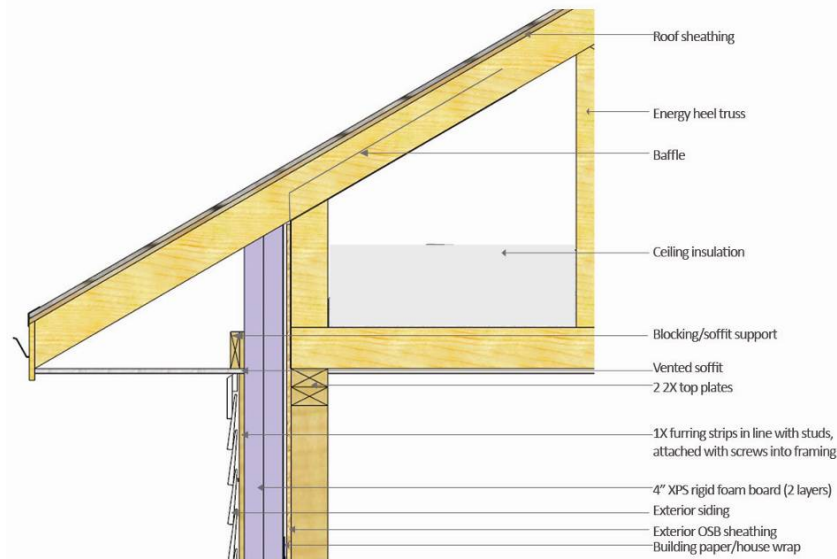 Roof sheathing
Energy heel truss
Baffle
Ceiling insulation
Blocking/soffit support
Vented soffit
2 2X top plates
1X furring strips in line with studs,
attached with screws into framing
4” XPS rigid foam board (2 layers)
Exterior siding
Exterior OSB sheathing
Building paper/house wrap